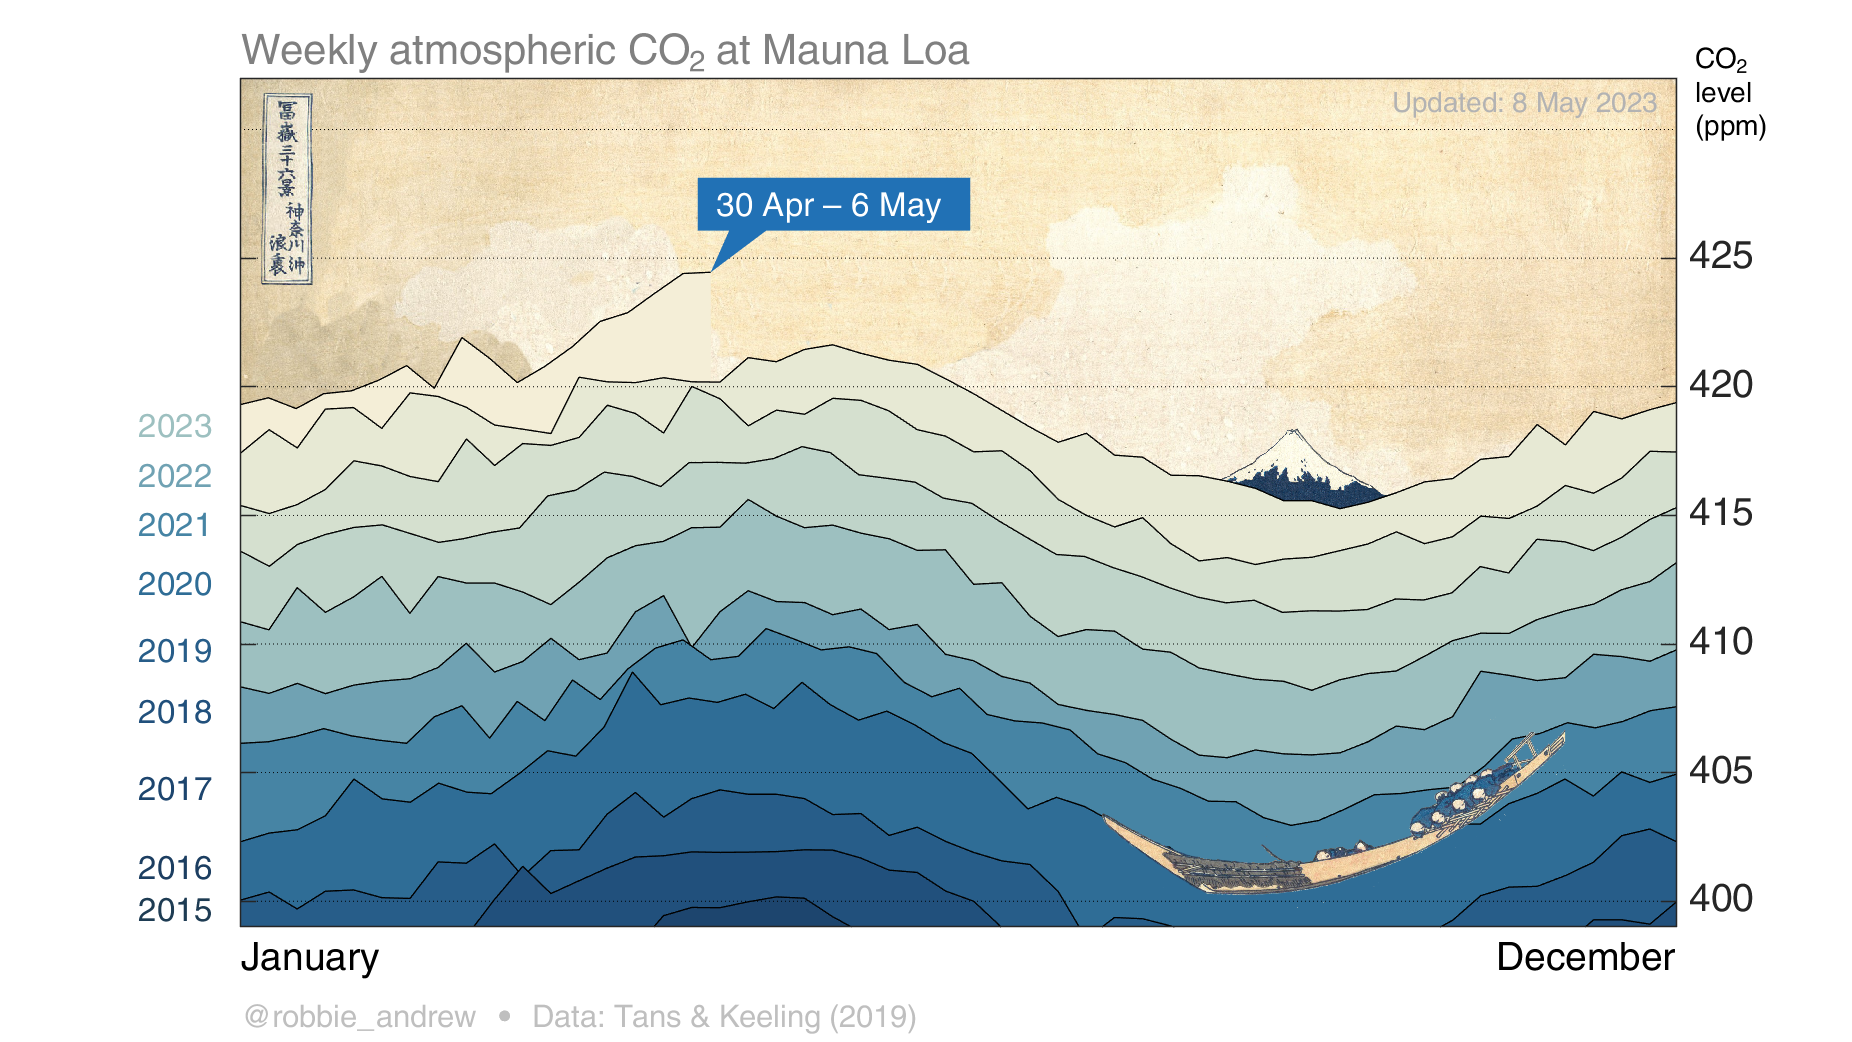 Weekly atmospheric CO₂ at Mauna Loa
CO₂
level
(ppm)
Updated: 8 May 2023
冨嶽三十六景
神奈川沖
浪裏
30 Apr – 6 May
425
420
415
410
405
400
2023
2022
2021
2020
2019
2018
2017
2016
2015
January
December
@robbie_andrew • Data: Tans & Keeling (2019)